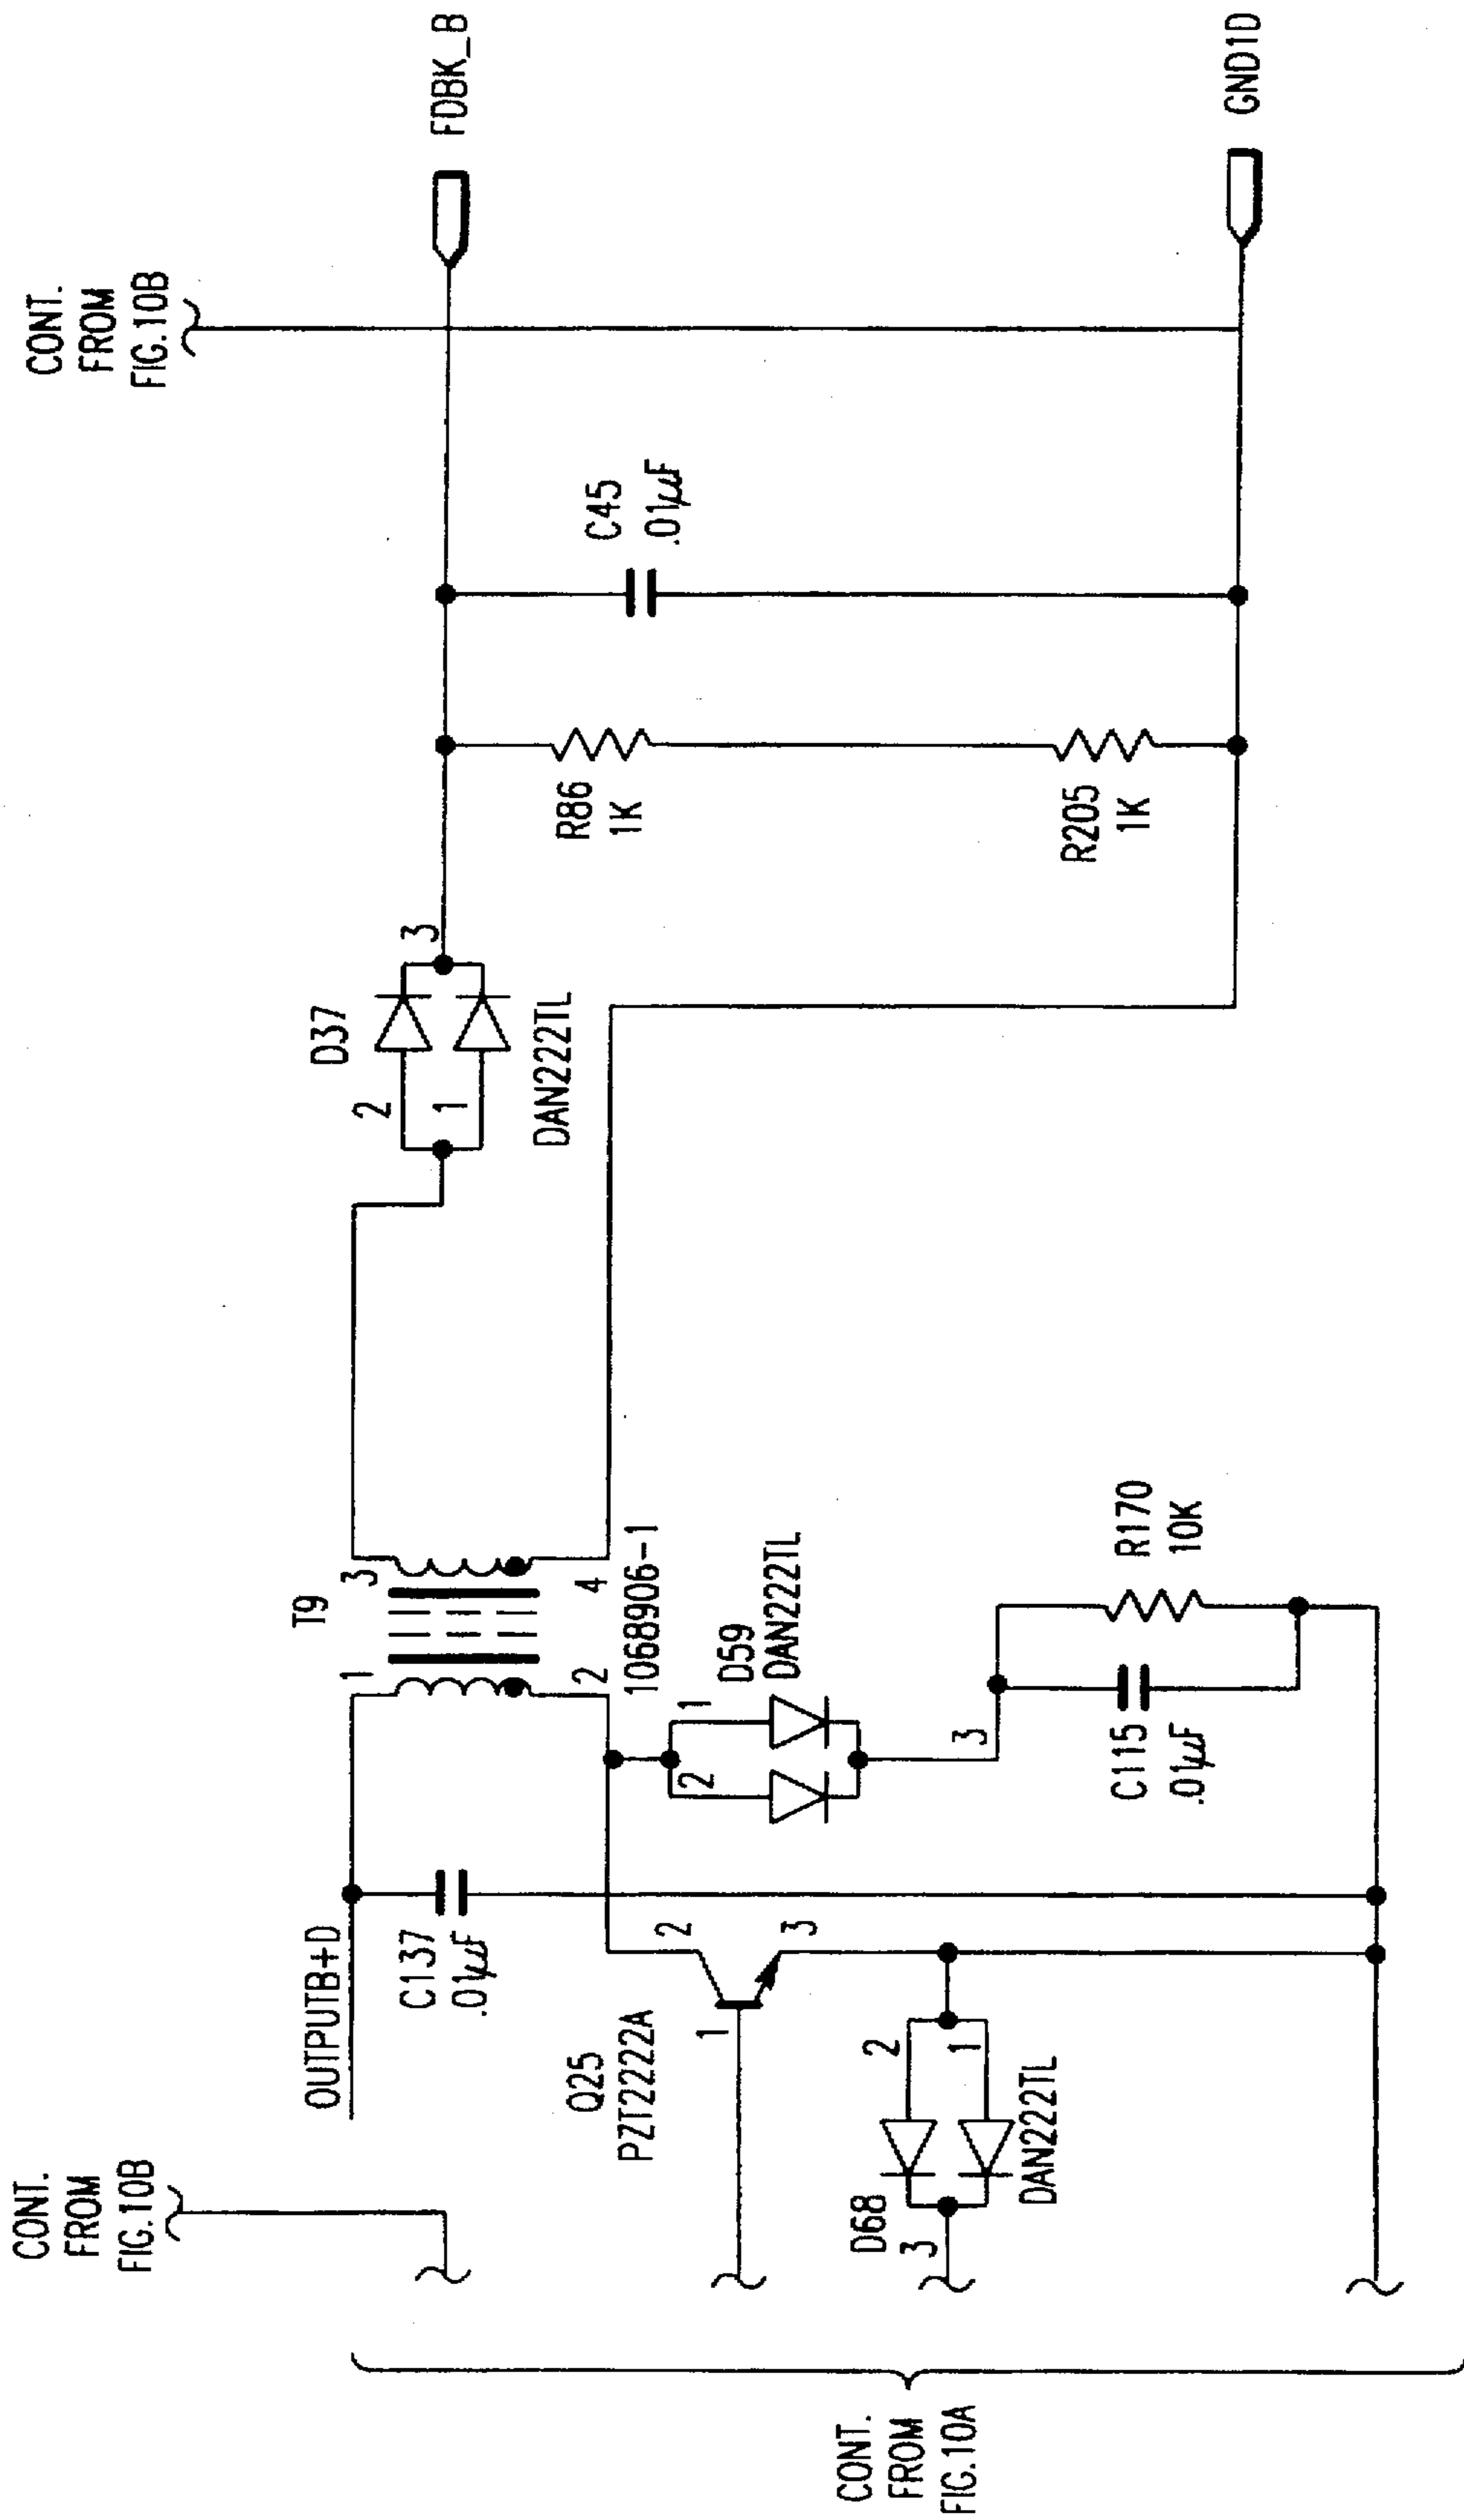 CONT.
FROM
FIG.10B
OUTPUTB+D
C137
.01µF
T9
1
3
2
4
1068906-1
D37
2
1
3
DAN222TL
FDBK_B
CONT.
FROM
FIG.10B
Q25
PZT2222A
1
2
3
D59
DAN222TL
1
2
3
R86
1K
C45
.01µF
D68
3
2
1
DAN222TL
C115
.01µF
R170
10K
R205
1K
GND1D
CONT.
FROM
FIG.10A